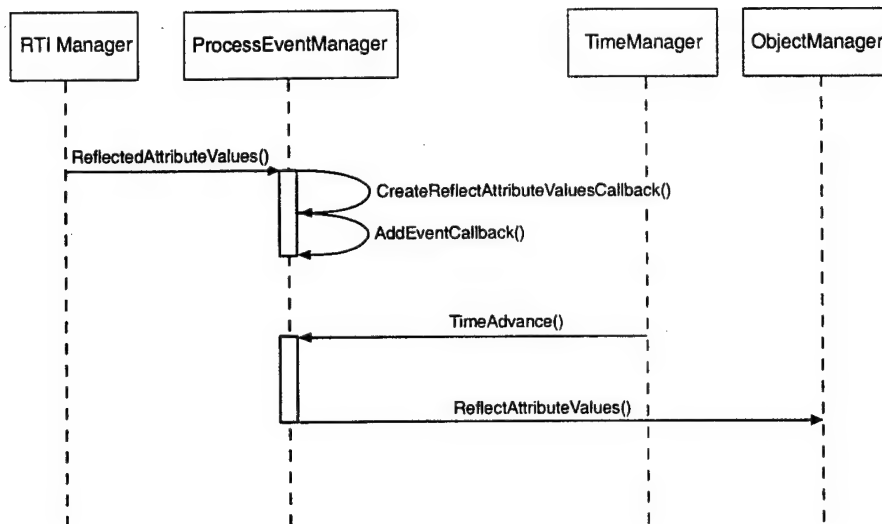 RTI Manager
ProcessEventManager
TimeManager
ObjectManager
ReflectedAttributeValues()
CreateReflectAttributeValuesCallback()
AddEventCallback()
TimeAdvance()
ReflectAttributeValues()